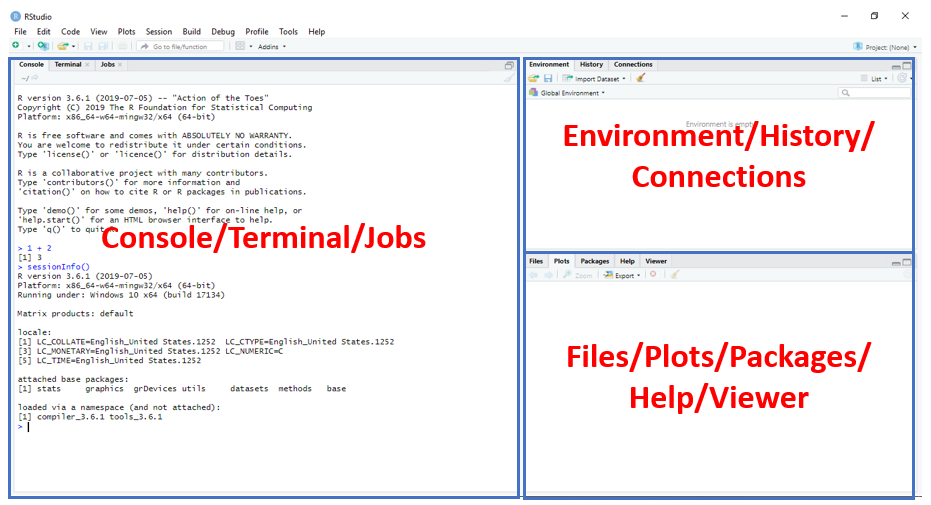 RStudio
File Edit Code View Plots Session Build Debug Profile Tools Help
Go to file/function Addins Project: (None)
Console Terminal Jobs
~/
R version 3.6.1 (2019-07-05) -- "Action of the Toes"
Copyright (C) 2019 The R Foundation for Statistical Computing
Platform: x86_64-w64-mingw32/x64 (64-bit)
R is free software and comes with ABSOLUTELY NO WARRANTY.
You are welcome to redistribute it under certain conditions.
Type 'license()' or 'licence()' for distribution details.
R is a collaborative project with many contributors.
Type 'contributors()' for more information and
'citation()' on how to cite R or R packages in publications.
Type 'demo()' for some demos, 'help()' for on-line help, or
'help.start()' for an HTML browser interface to help.
Type 'q()' to quit R.
Console/Terminal/Jobs
> 1 + 2
[1] 3
> sessionInfo()
R version 3.6.1 (2019-07-05)
Platform: x86_64-w64-mingw32/x64 (64-bit)
Running under: Windows 10 x64 (build 17134)
Matrix products: default
locale:
[1] LC_COLLATE=English_United States.1252 LC_CTYPE=English_United States.1252
[3] LC_MONETARY=English_United States.1252 LC_NUMERIC=C
[5] LC_TIME=English_United States.1252
attached base packages:
[1] stats graphics grDevices utils datasets methods base
loaded via a namespace (and not attached):
[1] compiler_3.6.1 tools_3.6.1
>
Environment History Connections
Import Dataset List
Global Environment
Environment is empty
Environment/History/
Connections
Files Plots Packages Help Viewer
Zoom Export
Files/Plots/Packages/
Help/Viewer